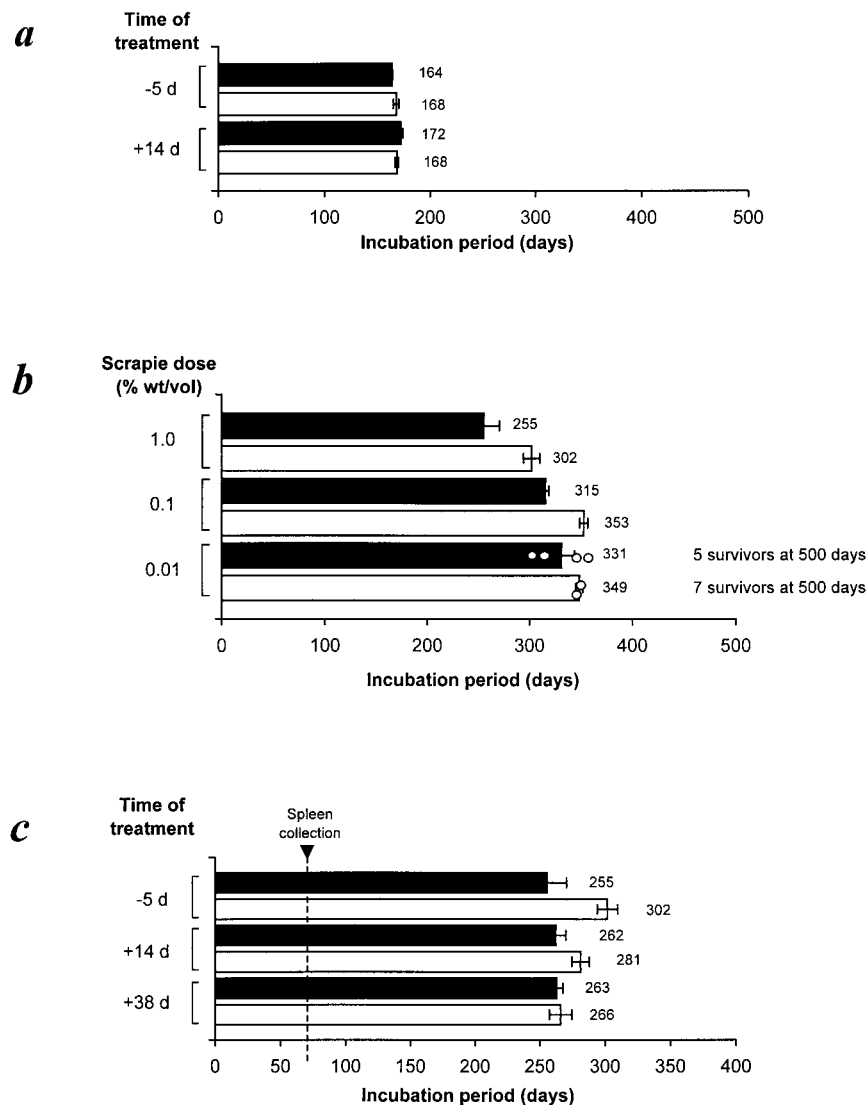 a
Time of
treatment
-5 d
164
168
+14 d
172
168
0 100 200 300 400 500
Incubation period (days)
b
Scrapie dose
(% wt/vol)
1.0
255
302
0.1
315
353
0.01
331 5 survivors at 500 days
349 7 survivors at 500 days
0 100 200 300 400 500
Incubation period (days)
c
Time of
treatment
Spleen
collection
-5 d
255
302
+14 d
262
281
+38 d
263
266
0 50 100 150 200 250 300 350 400
Incubation period (days)